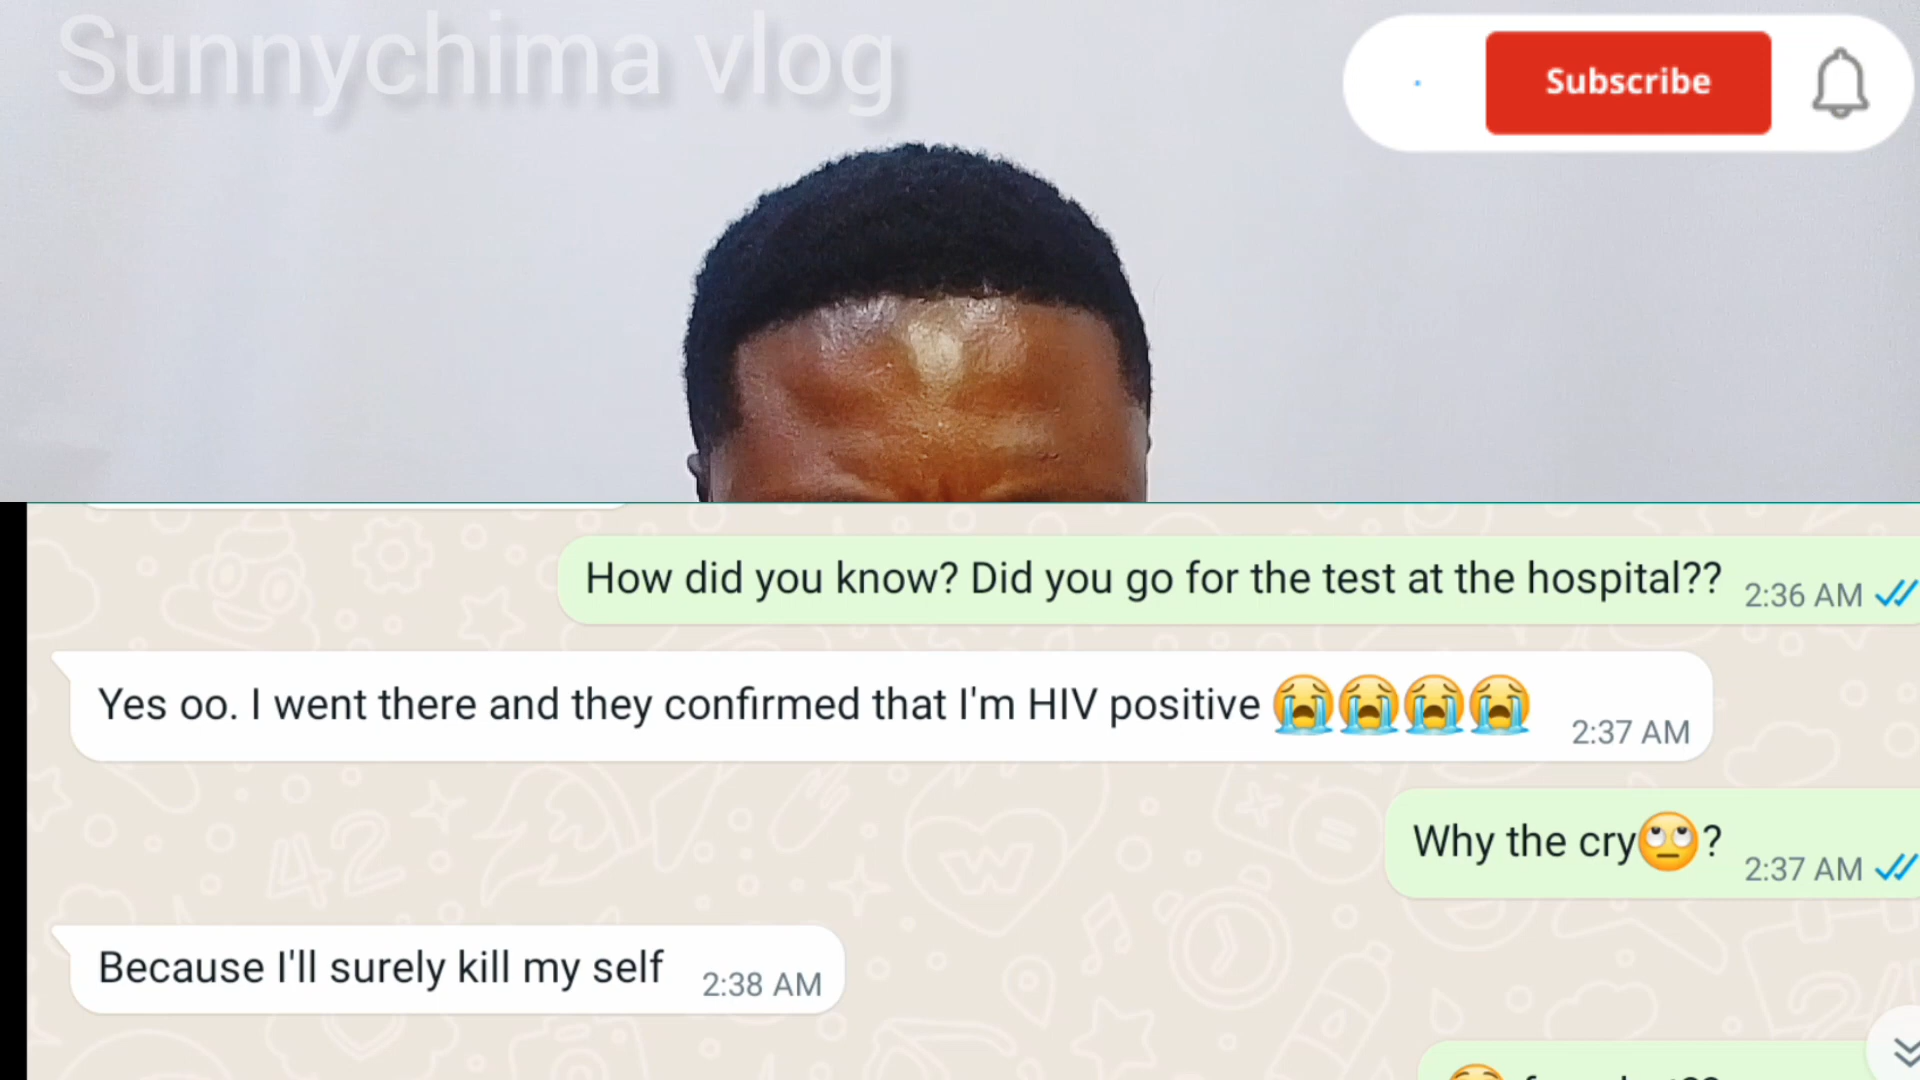 Sunnychima vlog
Subscribe
How did you know? Did you go for the test at the hospital?? 2:36 AM
Yes oo. I went there and they confirmed that I'm HIV positive 😭😭😭😭 2:37 AM
Why the cry🙄? 2:37 AM
Because I'll surely kill my self 2:38 AM